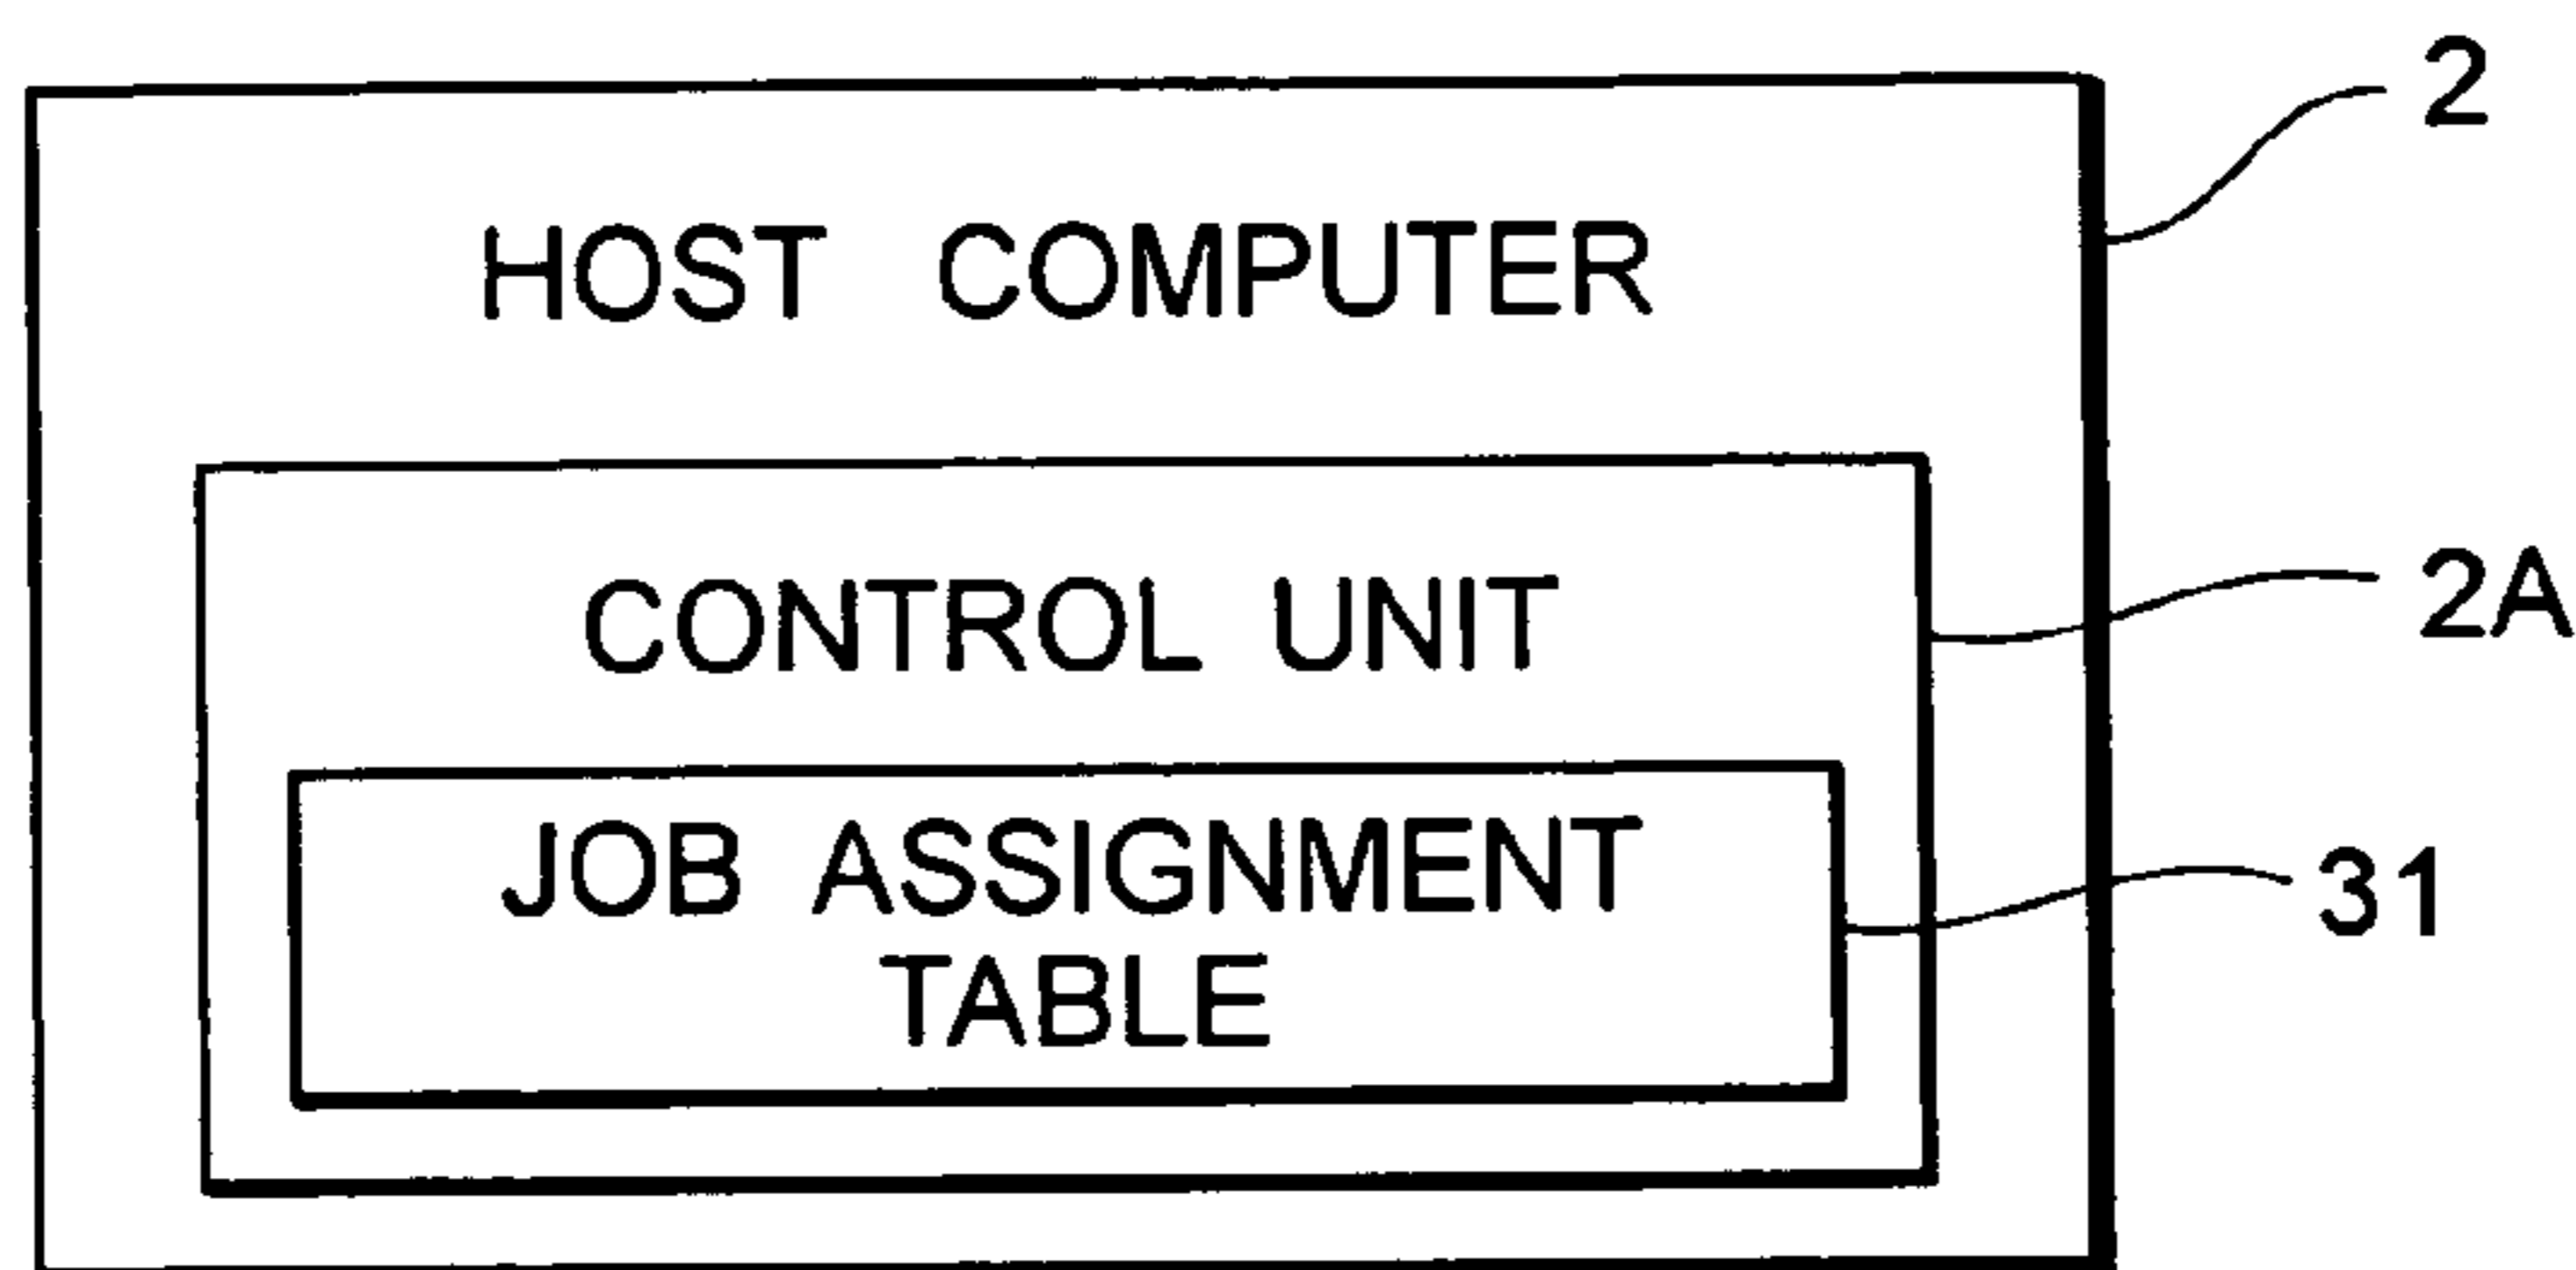 2
HOST COMPUTER
CONTROL UNIT
2A
JOB ASSIGNMENT
TABLE
31